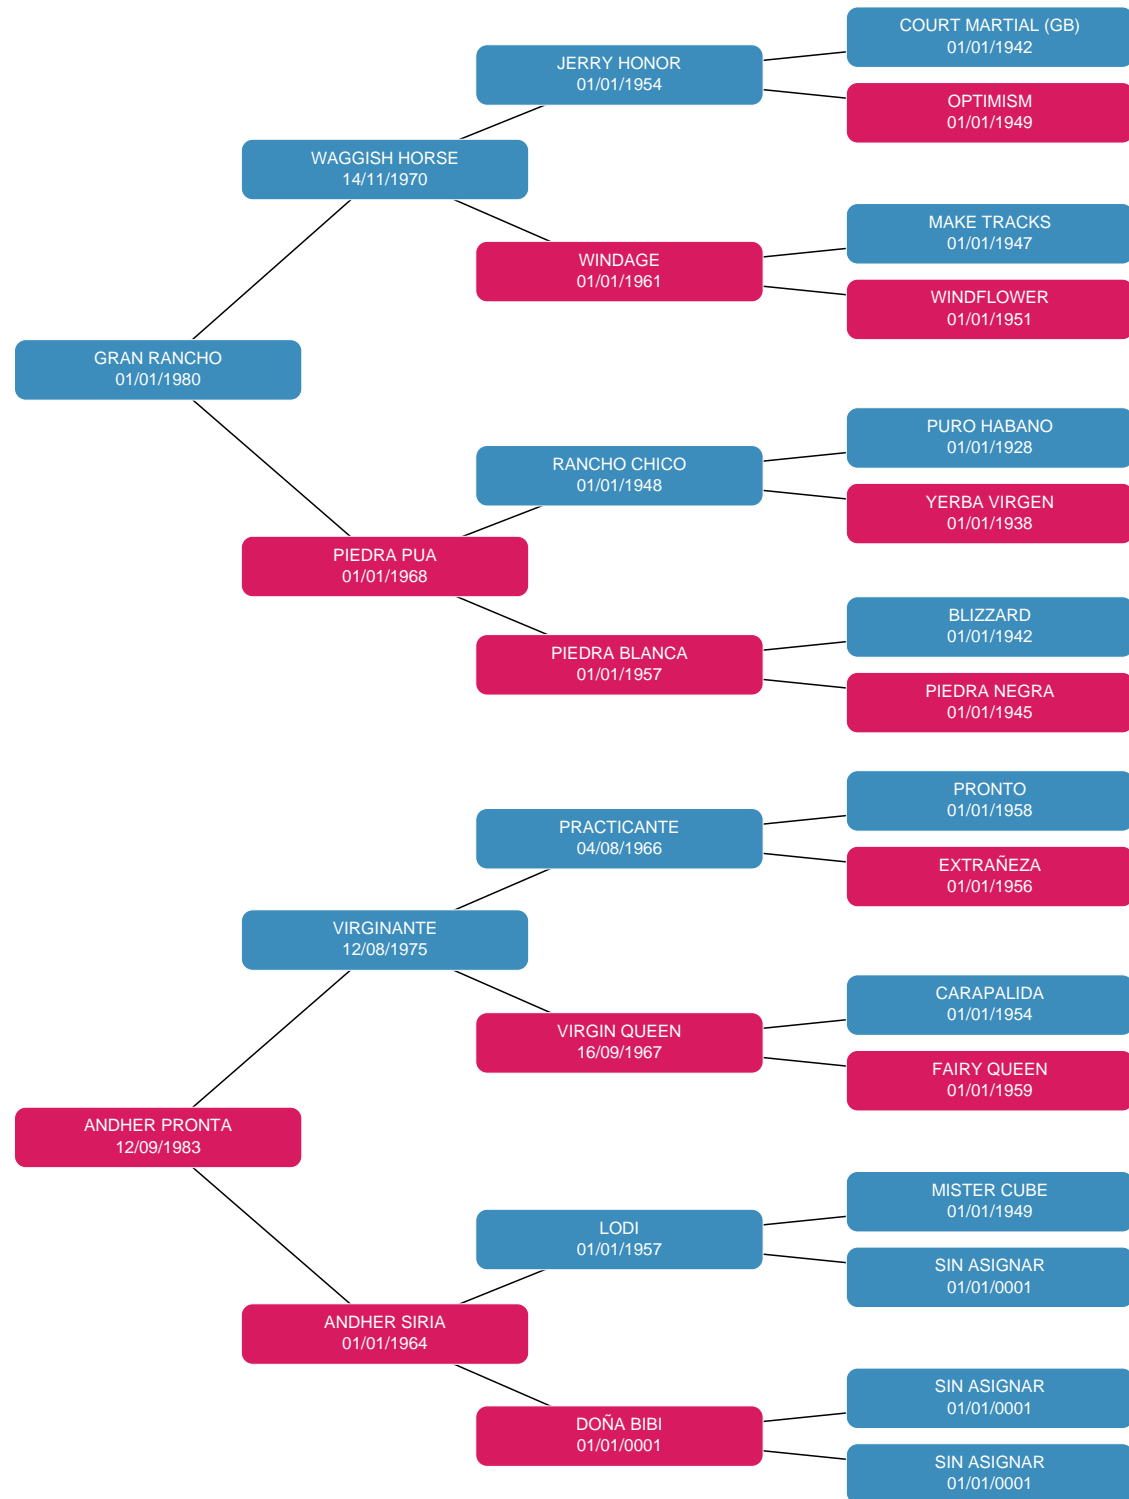 COURT MARTIAL (GB)
01/01/1942
JERRY HONOR
01/01/1954
OPTIMISM
01/01/1949
WAGGISH HORSE
14/11/1970
MAKE TRACKS
01/01/1947
WINDAGE
01/01/1961
WINDFLOWER
01/01/1951
GRAN RANCHO
01/01/1980
PURO HABANO
01/01/1928
RANCHO CHICO
01/01/1948
YERBA VIRGEN
01/01/1938
PIEDRA PUA
01/01/1968
BLIZZARD
01/01/1942
PIEDRA BLANCA
01/01/1957
PIEDRA NEGRA
01/01/1945
PRONTO
01/01/1958
PRACTICANTE
04/08/1966
EXTRAÑEZA
01/01/1956
VIRGINANTE
12/08/1975
CARAPALIDA
01/01/1954
VIRGIN QUEEN
16/09/1967
FAIRY QUEEN
01/01/1959
ANDHER PRONTA
12/09/1983
MISTER CUBE
01/01/1949
LODI
01/01/1957
SIN ASIGNAR
01/01/0001
ANDHER SIRIA
01/01/1964
SIN ASIGNAR
01/01/0001
DOÑA BIBI
01/01/0001
SIN ASIGNAR
01/01/0001